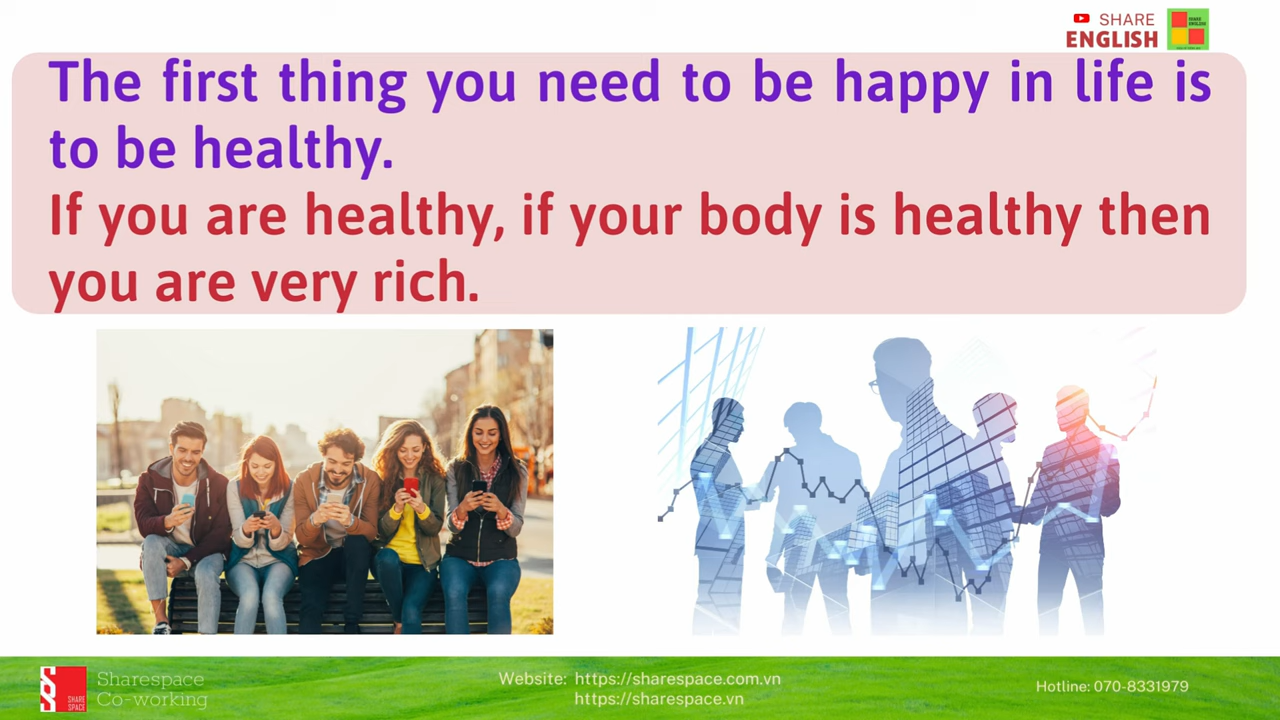 SHARE
ENGLISH
The first thing you need to be happy in life is
to be healthy.
If you are healthy, if your body is healthy then
you are very rich.
SHARE
SPACE
Sharespace
Co-working
Website: https://sharespace.com.vn
https://sharespace.vn
Hotline: 070-8331979